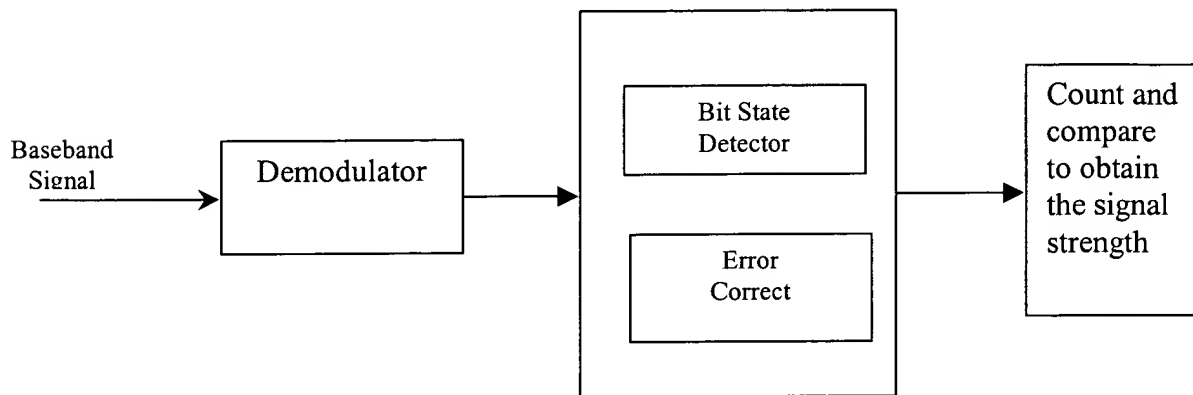 Baseband
Signal
Demodulator
Bit State
Detector
Error
Correct
Count and
compare
to obtain
the signal
strength